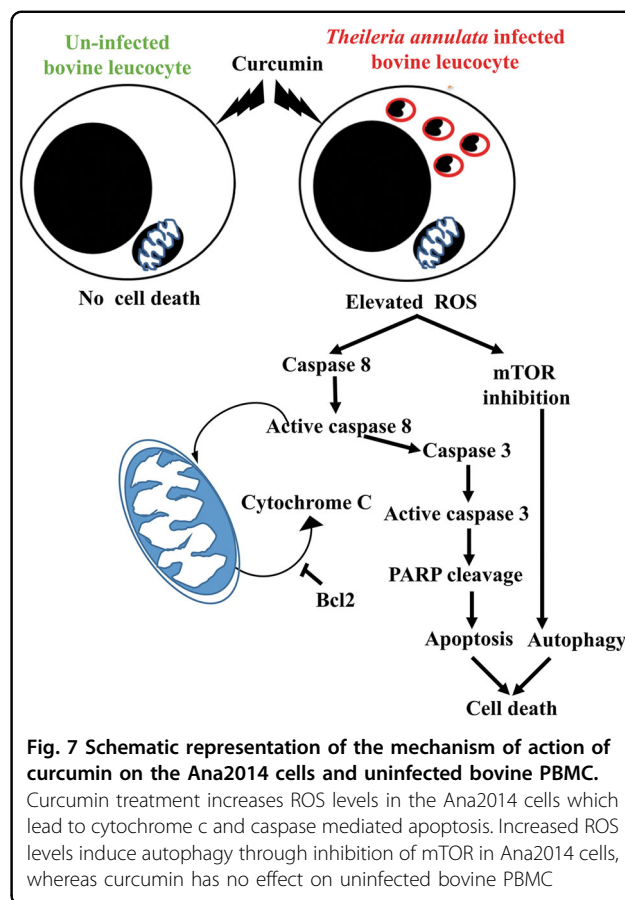 Un-infected
bovine leucocyte
Theileria annulata infected
bovine leucocyte
Curcumin
No cell death
Elevated ROS
Caspase 8
mTOR
inhibition
Active caspase 8
Caspase 3
Cytochrome C
Active caspase 3
Bcl2
PARP cleavage
Apoptosis
Autophagy
Cell death
Fig. 7 Schematic representation of the mechanism of action of
curcumin on the Ana2014 cells and uninfected bovine PBMC.
Curcumin treatment increases ROS levels in the Ana2014 cells which
lead to cytochrome c and caspase mediated apoptosis. Increased ROS
levels induce autophagy through inhibition of mTOR in Ana2014 cells,
whereas curcumin has no effect on uninfected bovine PBMC